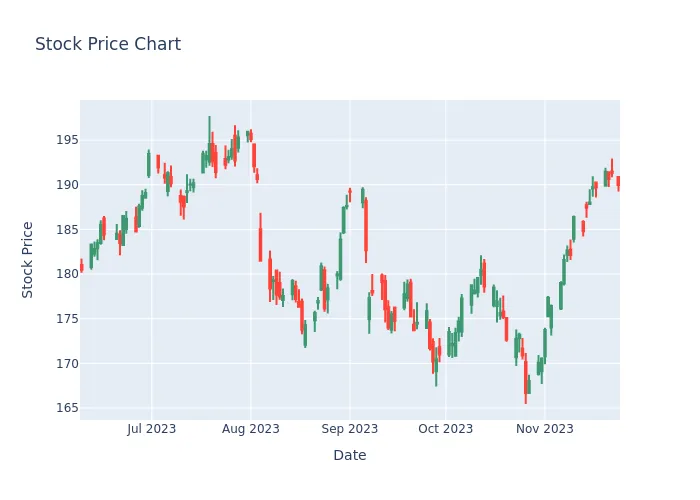 Stock Price Chart
195
190
185
180
175
170
165
Stock Price
Jul 2023
Aug 2023
Sep 2023
Oct 2023
Nov 2023
Date